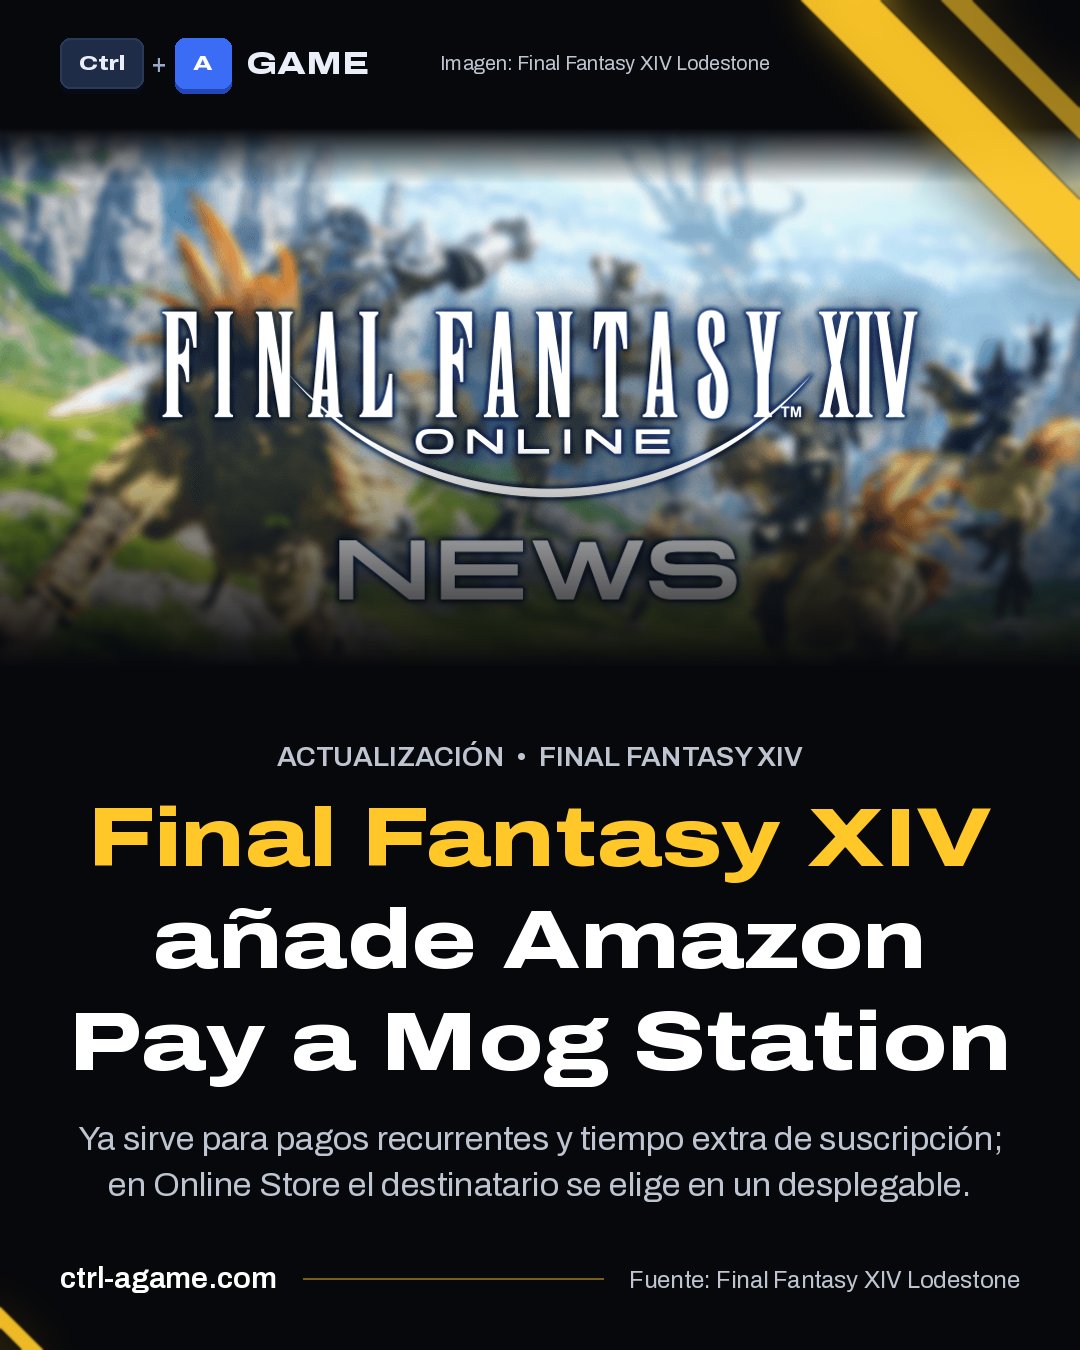 Ctrl + A GAME
Imagen: Final Fantasy XIV Lodestone
FINAL FANTASY XIV
TM
ONLINE
NEWS
ACTUALIZACIÓN • FINAL FANTASY XIV
Final Fantasy XIV
añade Amazon
Pay a Mog Station
Ya sirve para pagos recurrentes y tiempo extra de suscripción;
en Online Store el destinatario se elige en un desplegable.
ctrl-agame.com
Fuente: Final Fantasy XIV Lodestone